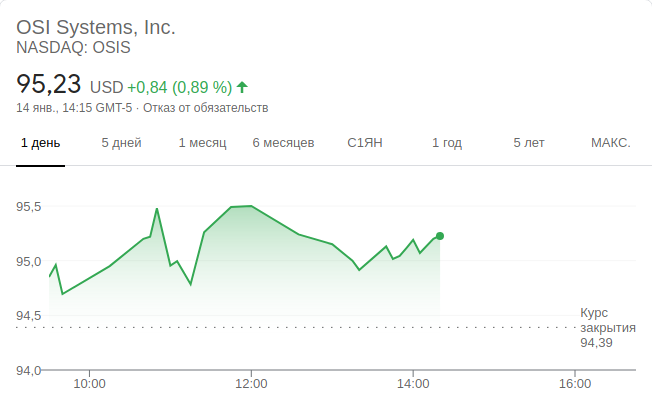 OSI Systems, Inc.
NASDAQ: OSIS
95,23 USD +0,84 (0,89 %)
14 янв., 14:15 GMT-5 · Отказ от обязательств
1 день 5 дней 1 месяц 6 месяцев С1ЯН 1 год 5 лет МАКС.
95,5
95,0
94,5
Курс
закрытия
94,39
94,0
10:00 12:00 14:00 16:00